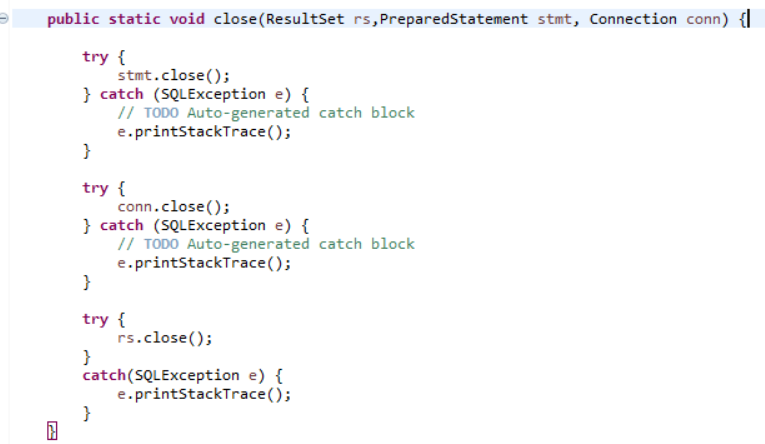 public static void close(ResultSet rs,PreparedStatement stmt, Connection conn) {
try {
stmt.close();
} catch (SQLException e) {
// TODO Auto-generated catch block
e.printStackTrace();
}
try {
conn.close();
} catch (SQLException e) {
// TODO Auto-generated catch block
e.printStackTrace();
}
try {
rs.close();
}
catch(SQLException e) {
e.printStackTrace();
}
}